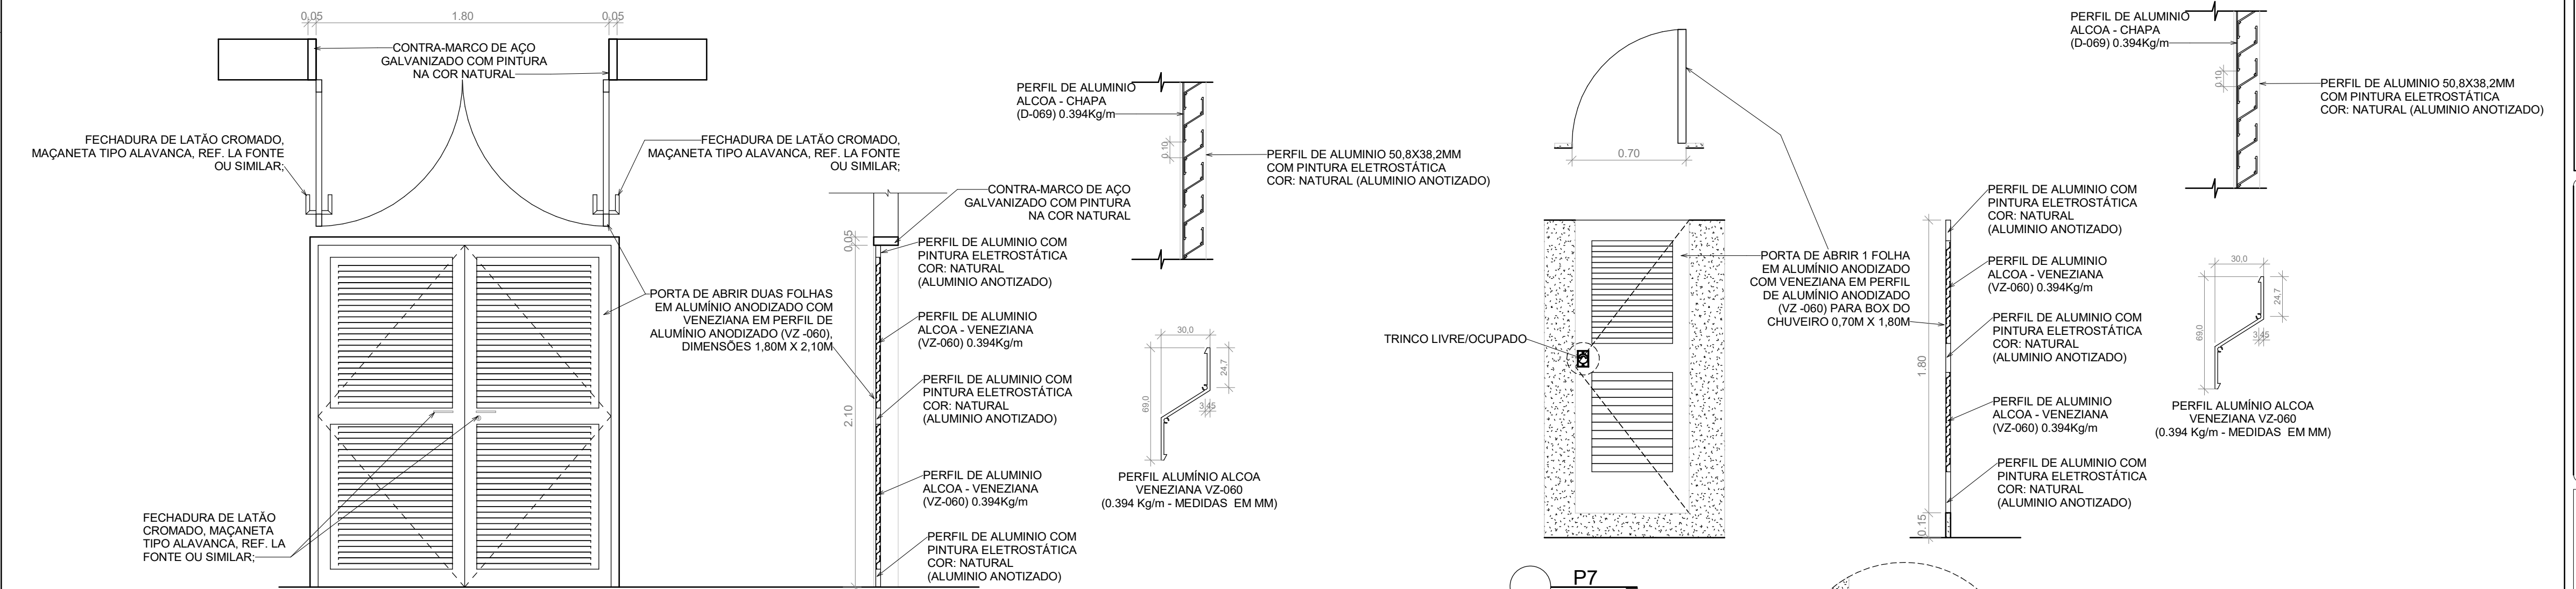 0,05
1.80
0,05
CONTRA-MARCO DE AÇO
GALVANIZADO COM PINTURA
NA COR NATURAL
FECHADURA DE LATÃO CROMADO,
MAÇANETA TIPO ALAVANCA, REF. LA FONTE
OU SIMILAR;
FECHADURA DE LATÃO CROMADO,
MAÇANETA TIPO ALAVANCA, REF. LA FONTE
OU SIMILAR;
PORTA DE ABRIR DUAS FOLHAS
EM ALUMÍNIO ANODIZADO COM
VENEZIANA EM PERFIL DE
ALUMÍNIO ANODIZADO (VZ -060),
DIMENSÕES 1,80M X 2,10M
FECHADURA DE LATÃO
CROMADO, MAÇANETA
TIPO ALAVANCA, REF. LA
FONTE OU SIMILAR;
CONTRA-MARCO DE AÇO
GALVANIZADO COM PINTURA
NA COR NATURAL
0,05
2.10
PERFIL DE ALUMINIO COM
PINTURA ELETROSTÁTICA
COR: NATURAL
(ALUMINIO ANOTIZADO)
PERFIL DE ALUMINIO
ALCOA - VENEZIANA
(VZ-060) 0.394Kg/m
PERFIL DE ALUMINIO COM
PINTURA ELETROSTÁTICA
COR: NATURAL
(ALUMINIO ANOTIZADO)
PERFIL DE ALUMINIO
ALCOA - VENEZIANA
(VZ-060) 0.394Kg/m
PERFIL DE ALUMINIO COM
PINTURA ELETROSTÁTICA
COR: NATURAL
(ALUMINIO ANOTIZADO)
PERFIL DE ALUMINIO
ALCOA - CHAPA
(D-069) 0.394Kg/m
0.10
PERFIL DE ALUMINIO 50,8X38,2MM
COM PINTURA ELETROSTÁTICA
COR: NATURAL (ALUMINIO ANOTIZADO)
30,0
24,7
69,0
3,45
PERFIL ALUMÍNIO ALCOA
VENEZIANA VZ-060
(0.394 Kg/m - MEDIDAS EM MM)
0.70
TRINCO LIVRE/OCUPADO
PORTA DE ABRIR 1 FOLHA
EM ALUMÍNIO ANODIZADO
COM VENEZIANA EM PERFIL
DE ALUMÍNIO ANODIZADO
(VZ -060) PARA BOX DO
CHUVEIRO 0,70M X 1,80M
1.80
0.15
PERFIL DE ALUMINIO COM
PINTURA ELETROSTÁTICA
COR: NATURAL
(ALUMINIO ANOTIZADO)
PERFIL DE ALUMINIO
ALCOA - VENEZIANA
(VZ-060) 0.394Kg/m
PERFIL DE ALUMINIO COM
PINTURA ELETROSTÁTICA
COR: NATURAL
(ALUMINIO ANOTIZADO)
PERFIL DE ALUMINIO
ALCOA - VENEZIANA
(VZ-060) 0.394Kg/m
PERFIL DE ALUMINIO COM
PINTURA ELETROSTÁTICA
COR: NATURAL
(ALUMINIO ANOTIZADO)
PERFIL DE ALUMINIO
ALCOA - CHAPA
(D-069) 0.394Kg/m
0.10
PERFIL DE ALUMINIO 50,8X38,2MM
COM PINTURA ELETROSTÁTICA
COR: NATURAL (ALUMINIO ANOTIZADO)
30,0
24,7
69,0
3,45
PERFIL ALUMÍNIO ALCOA
VENEZIANA VZ-060
(0.394 Kg/m - MEDIDAS EM MM)
P7